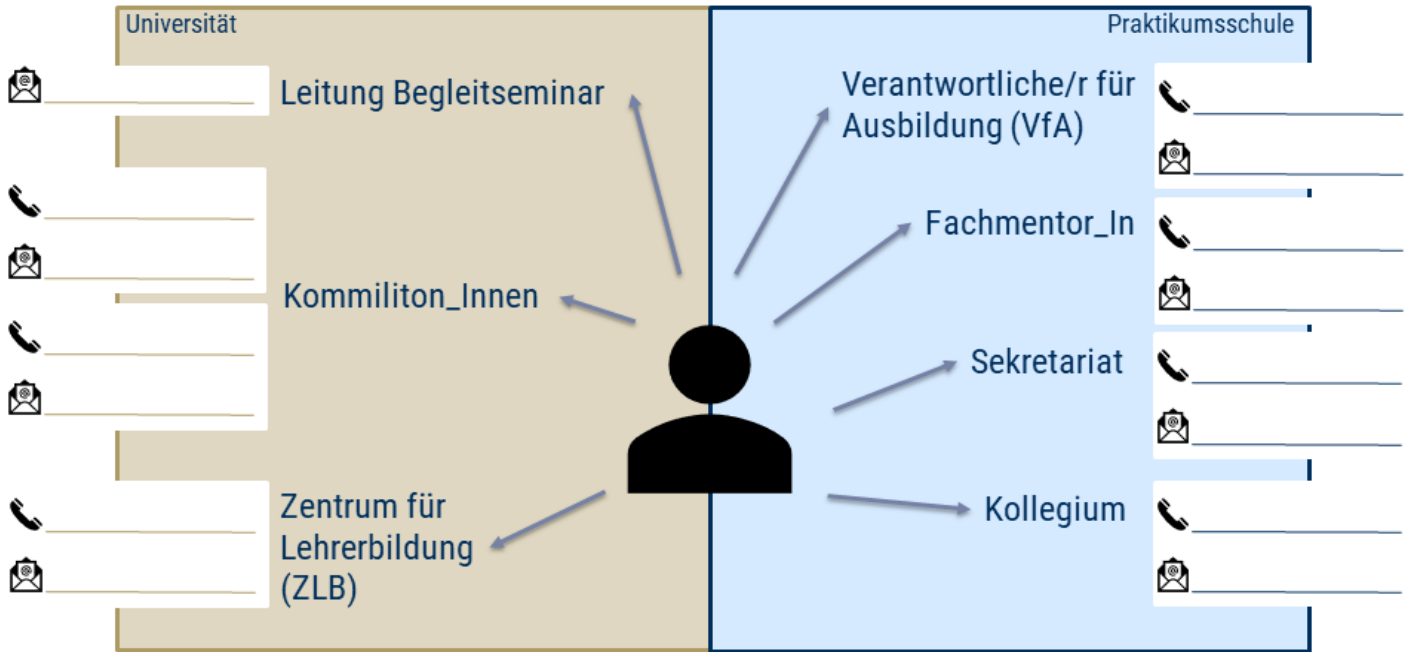 Universität
Leitung Begleitseminar
Kommiliton_Innen
Zentrum für
Lehrerbildung
(ZLB)
Praktikumsschule
Verantwortliche/r für
Ausbildung (VfA)
Fachmentor_In
Sekretariat
Kollegium